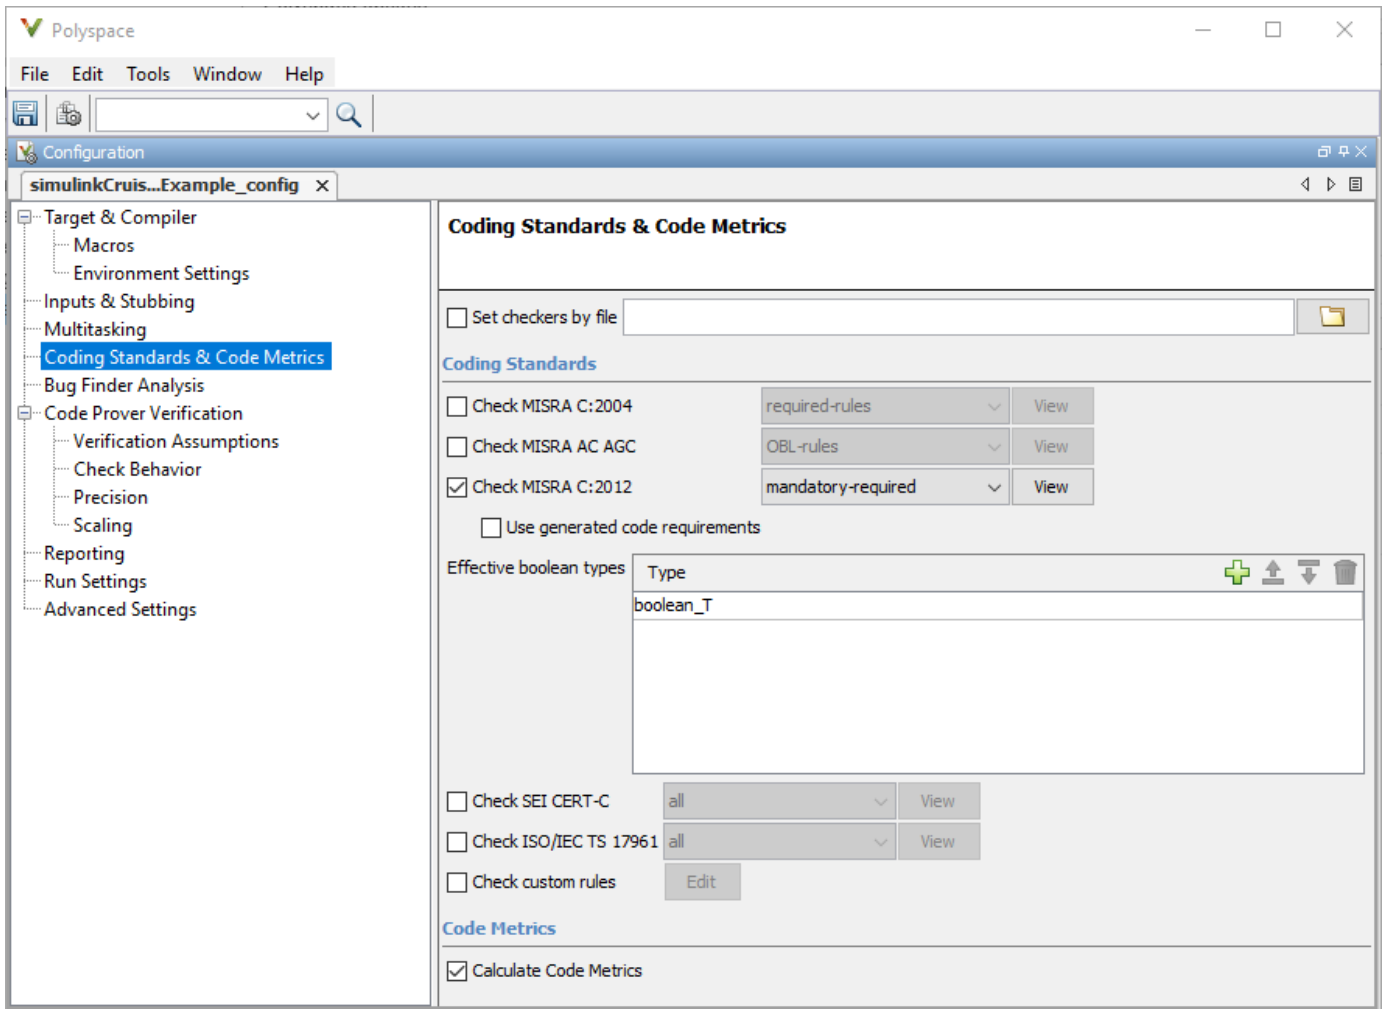 Polyspace
File Edit Tools Window Help
Configuration
simulinkCruis...Example_config
Target & Compiler
Macros
Environment Settings
Inputs & Stubbing
Multitasking
Coding Standards & Code Metrics
Bug Finder Analysis
Code Prover Verification
Verification Assumptions
Check Behavior
Precision
Scaling
Reporting
Run Settings
Advanced Settings
Coding Standards & Code Metrics
Set checkers by file
Coding Standards
Check MISRA C:2004 required-rules View
Check MISRA AC AGC OBL-rules View
Check MISRA C:2012 mandatory-required View
Use generated code requirements
Effective boolean types Type
boolean_T
Check SEI CERT-C all View
Check ISO/IEC TS 17961 all View
Check custom rules Edit
Code Metrics
Calculate Code Metrics